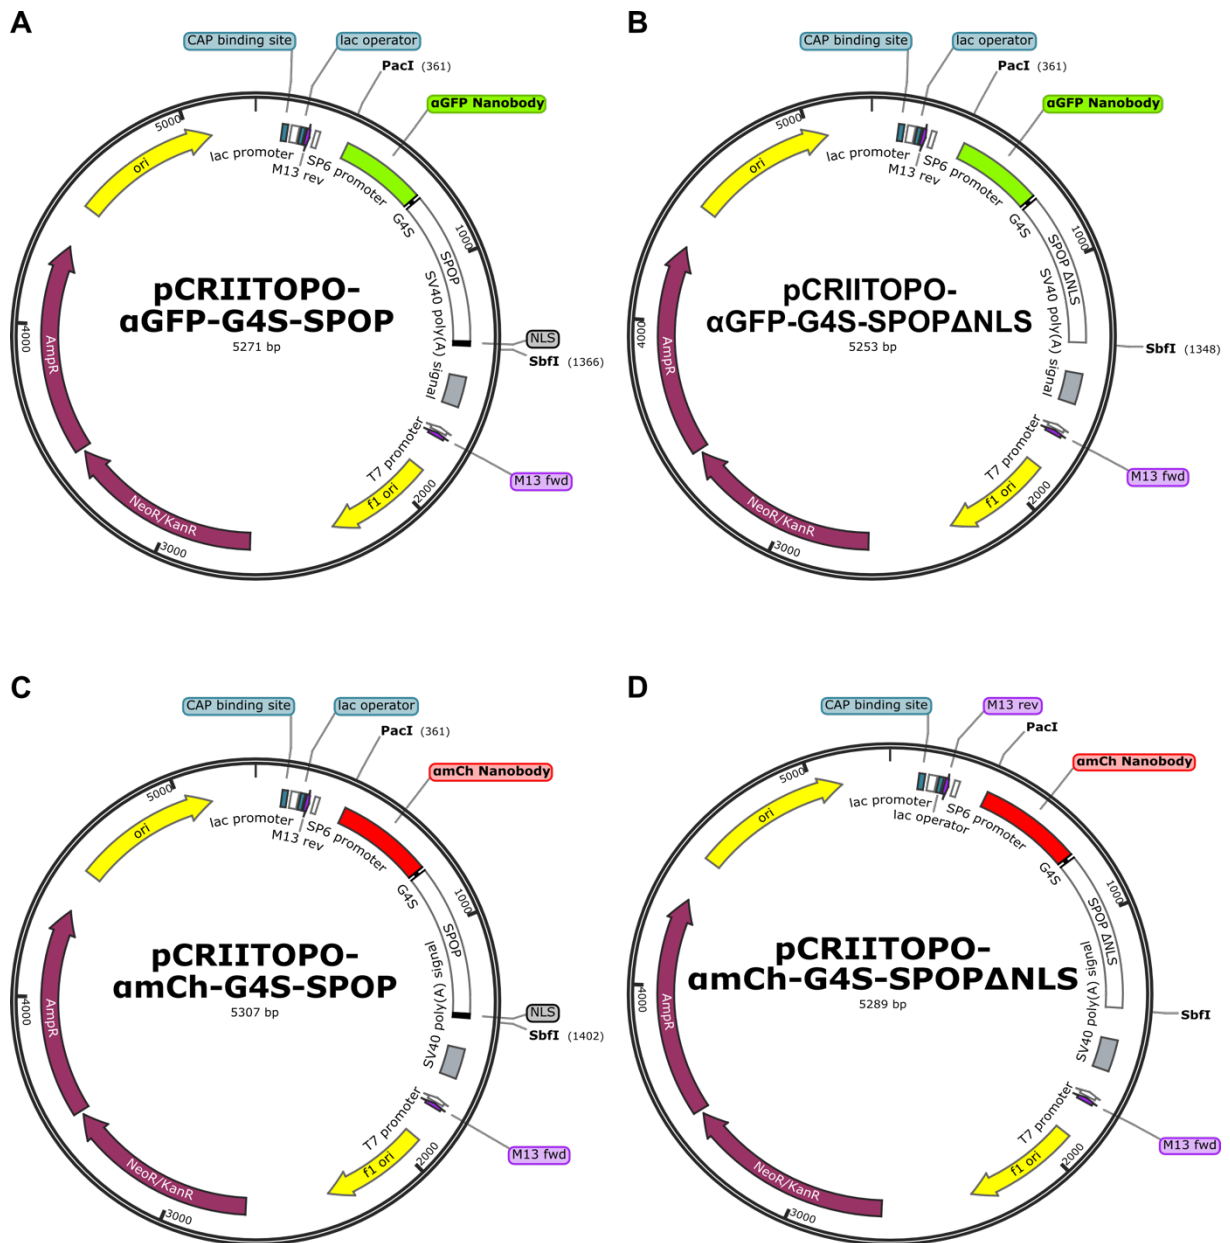 A
CAP binding site
lac operator
PacI (361)
αGFP Nanobody
5000
ori
lac promoter
M13 rev
SP6 promoter
G4S
SPOP
1000
pCRIITOPO-
αGFP-G4S-SPOP
5271 bp
4000
AmpR
SV40 poly(A) signal
NLS
SbfI (1366)
T7 promoter
M13 fwd
f1 ori
2000
NeoR/KanR
3000
B
CAP binding site
lac operator
PacI (361)
αGFP Nanobody
5000
ori
lac promoter
M13 rev
SP6 promoter
G4S
SPOP ΔNLS
1000
pCRIITOPO-
αGFP-G4S-SPOPΔNLS
5253 bp
4000
AmpR
SV40 poly(A) signal
SbfI (1348)
T7 promoter
M13 fwd
f1 ori
2000
NeoR/KanR
3000
C
CAP binding site
lac operator
PacI (361)
αmCh Nanobody
5000
ori
lac promoter
M13 rev
SP6 promoter
G4S
SPOP
1000
pCRIITOPO-
αmCh-G4S-SPOP
5307 bp
4000
AmpR
SV40 poly(A) signal
NLS
SbfI (1402)
T7 promoter
M13 fwd
f1 ori
2000
NeoR/KanR
3000
D
CAP binding site
M13 rev
PacI
αmCh Nanobody
5000
ori
lac promoter
lac operator
SP6 promoter
G4S
SPOP ΔNLS
1000
pCRIITOPO-
αmCh-G4S-SPOPΔNLS
5289 bp
4000
AmpR
SV40 poly(A) signal
SbfI
T7 promoter
M13 fwd
f1 ori
2000
NeoR/KanR
3000